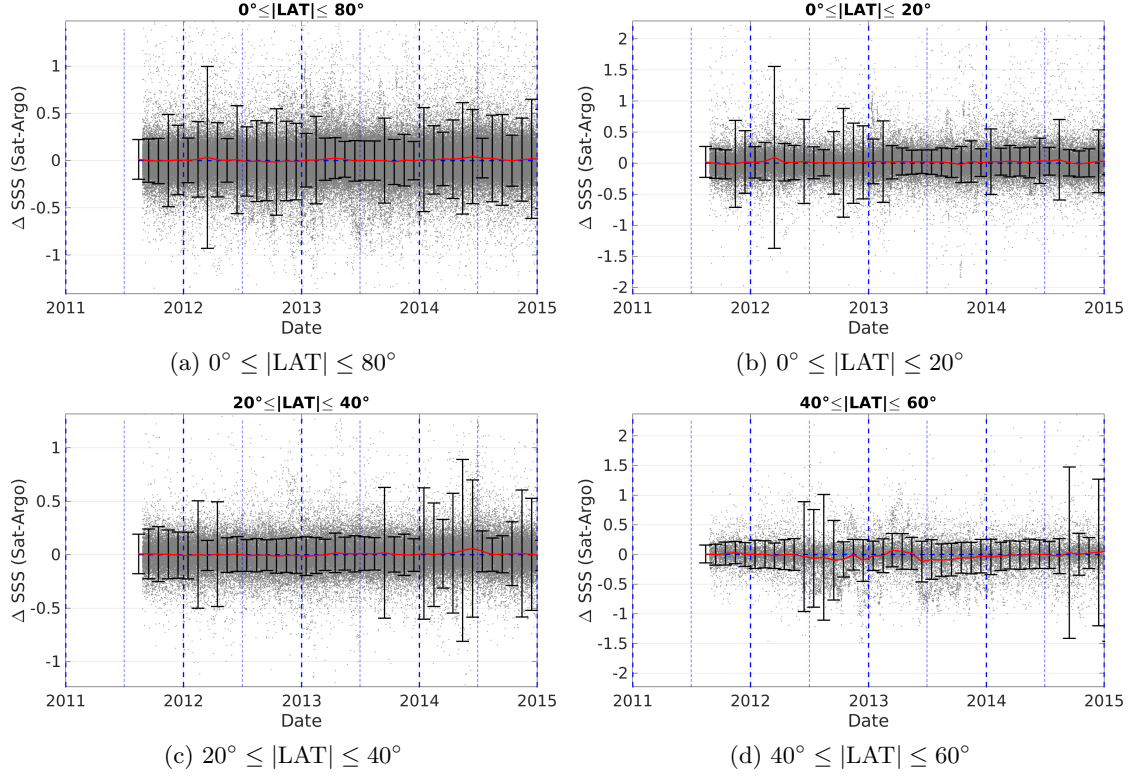 0°≤|LAT|≤ 80°
Δ SSS (Sat-Argo)
1
0.5
0
-0.5
-1
2011 2012 2013 2014 2015
Date
(a) 0° ≤ |LAT| ≤ 80°
0°≤|LAT|≤ 20°
Δ SSS (Sat-Argo)
2
1.5
1
0.5
0
-0.5
-1
-1.5
-2
2011 2012 2013 2014 2015
Date
(b) 0° ≤ |LAT| ≤ 20°
20°≤|LAT|≤ 40°
Δ SSS (Sat-Argo)
1
0.5
0
-0.5
-1
2011 2012 2013 2014 2015
Date
(c) 20° ≤ |LAT| ≤ 40°
40°≤|LAT|≤ 60°
Δ SSS (Sat-Argo)
2
1.5
1
0.5
0
-0.5
-1
-1.5
-2
2011 2012 2013 2014 2015
Date
(d) 40° ≤ |LAT| ≤ 60°